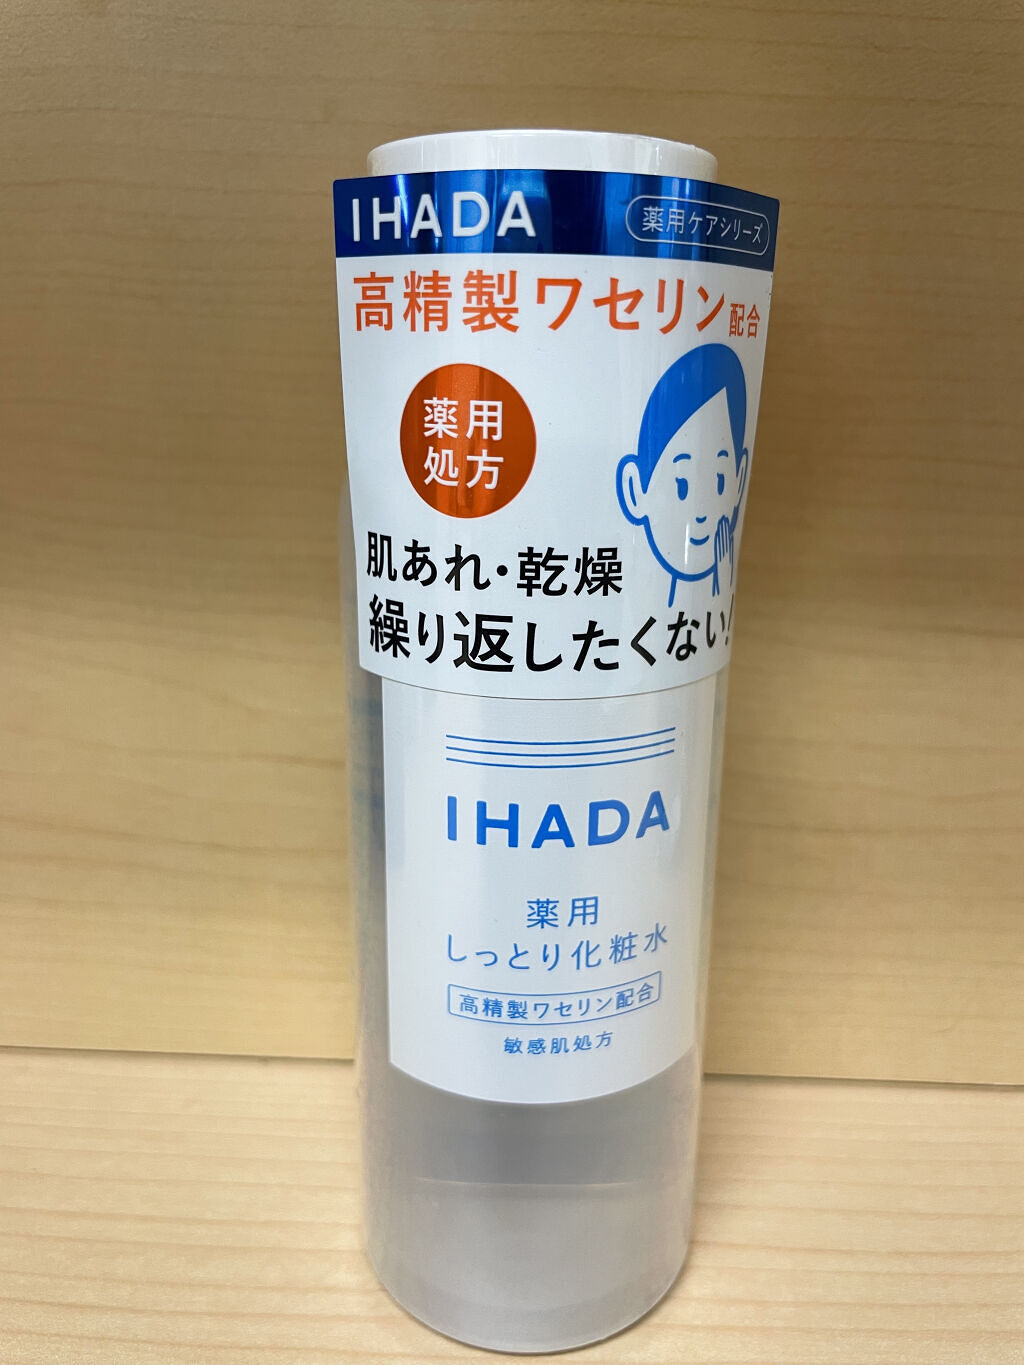 IHADA
薬用ケアシリーズ
高精製ワセリン配合
薬用
処方
肌あれ・乾燥
繰り返したくない!
IHADA
薬用
しっとり化粧水
高精製ワセリン配合
敏感肌処方